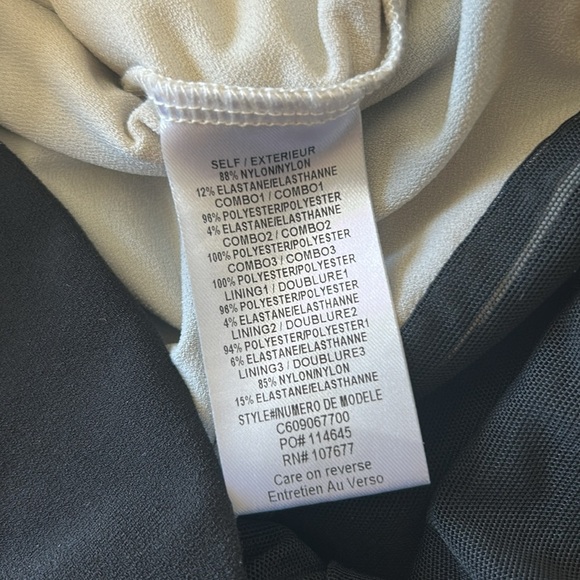 SELF / EXTERIEUR
88% NYLON/NYLON
12% ELASTANE/ELASTHANNE
COMBO1 / COMBO1
96% POLYESTER/POLYESTER
4% ELASTANE/ELASTHANNE
COMBO2 / COMBO2
100% POLYESTER/POLYESTER
COMBO3 / COMBO3
100% POLYESTER/POLYESTER
LINING1 / DOUBLURE1
96% POLYESTER/POLYESTER
4% ELASTANE/ELASTHANNE
LINING2 / DOUBLURE2
94% POLYESTER/POLYESTER1
6% ELASTANE/ELASTHANNE
LINING3 / DOUBLURE3
85% NYLON/NYLON
15% ELASTANE/ELASTHANNE
STYLE#/NUMERO DE MODELE
C609067700
PO# 114645
RN# 107677
Care on reverse
Entretien Au Verso